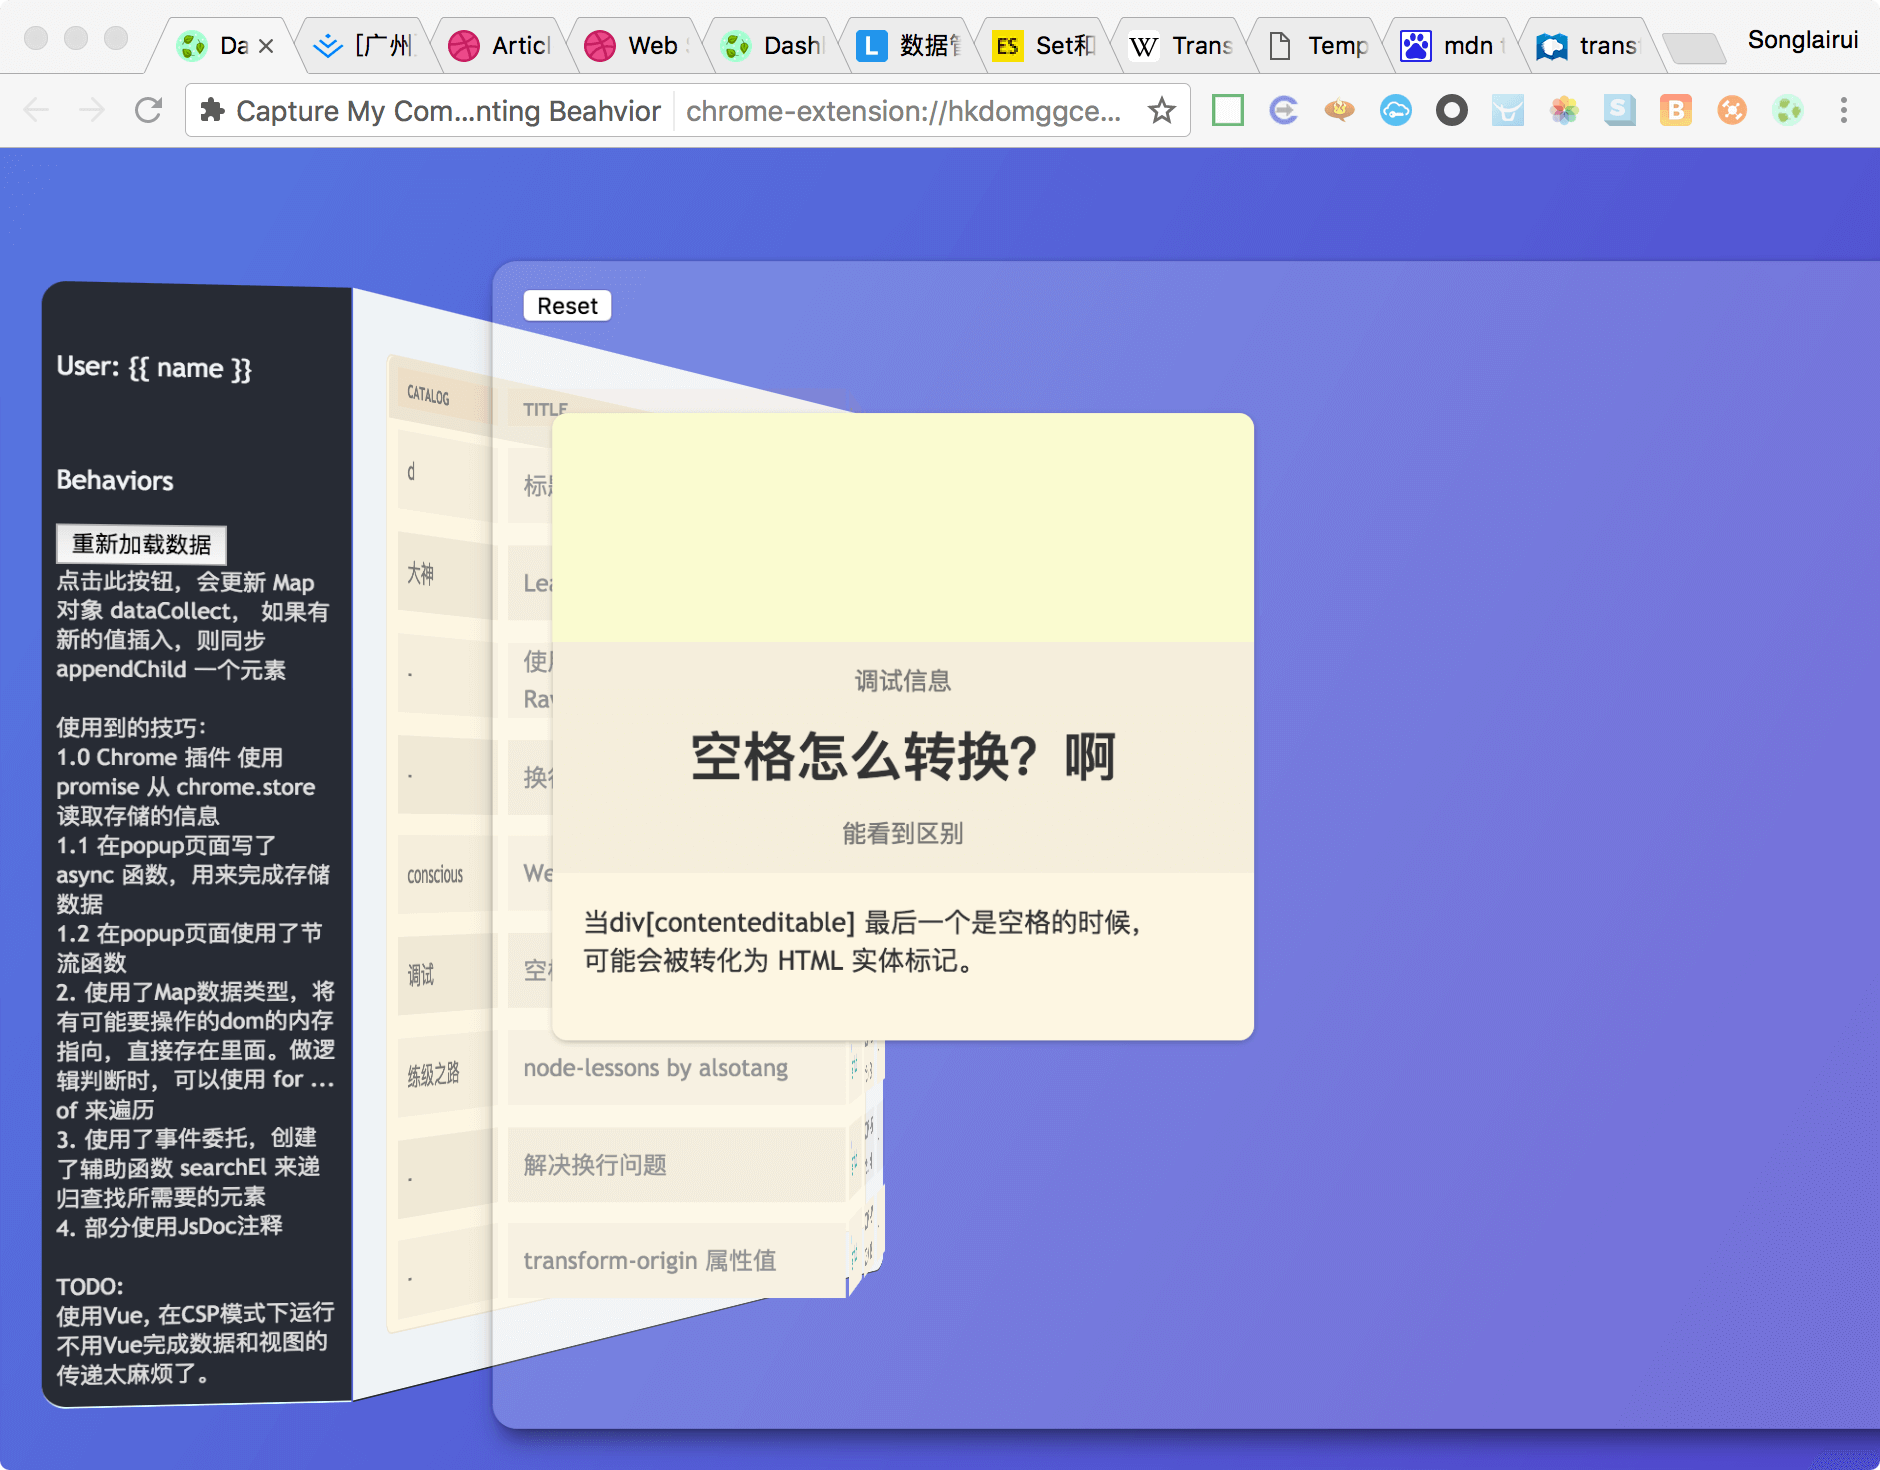 Da
[广州
Articl
Web
Dashl
数据管
Set和
Trans
Temp
mdn
trans
Songlairui
Capture My Com...nting Beahvior
chrome-extension://hkdomggce...
Reset
User: {{ name }}
Behaviors
重新加载数据
点击此按钮，会更新 Map
对象 dataCollect， 如果有
新的值插入，则同步
appendChild 一个元素
使用到的技巧：
1.0 Chrome 插件 使用
promise 从 chrome.store
读取存储的信息
1.1 在popup页面写了
async 函数，用来完成存储
数据
1.2 在popup页面使用了节
流函数
2. 使用了Map数据类型，将
有可能要操作的dom的内存
指向，直接存在里面。做逻
辑判断时，可以使用 for ...
of 来遍历
3. 使用了事件委托，创建
了辅助函数 searchEl 来递
归查找所需要的元素
4. 部分使用JsDoc注释
TODO:
使用Vue, 在CSP模式下运行
不用Vue完成数据和视图的
传递太麻烦了。
CATALOG
TITLE
d
标题
大神
Lea
.
使用
Rav
.
换行
conscious
We
调试
空格
练级之路
node-lessons by alsotang
.
解决换行问题
.
transform-origin 属性值
调试信息
空格怎么转换？啊
能看到区别
当div[contenteditable] 最后一个是空格的时候，
可能会被转化为 HTML 实体标记。